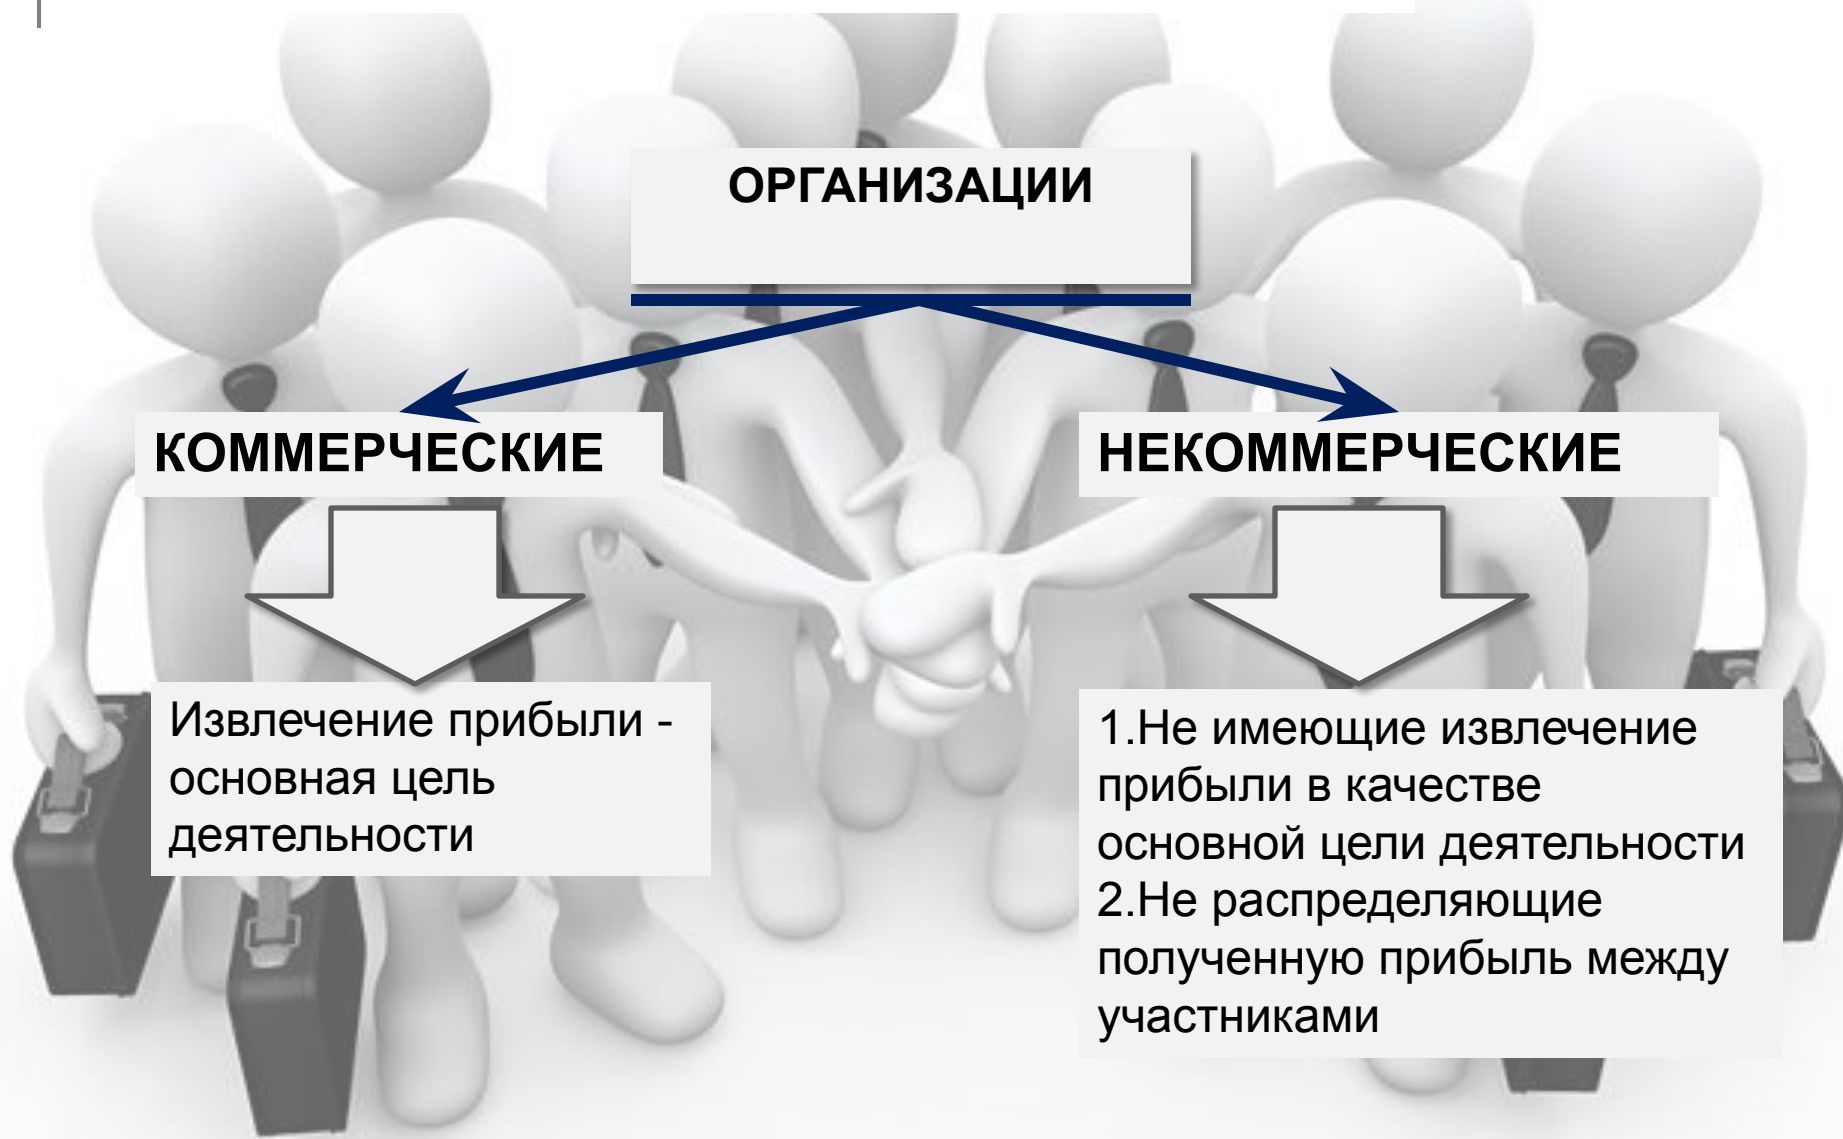 ОРГАНИЗАЦИИ
КОММЕРЧЕСКИЕ
НЕКОММЕРЧЕСКИЕ
Извлечение прибыли -
основная цель
деятельности
1.Не имеющие извлечение
прибыли в качестве
основной цели деятельности
2.Не распределяющие
полученную прибыль между
участниками